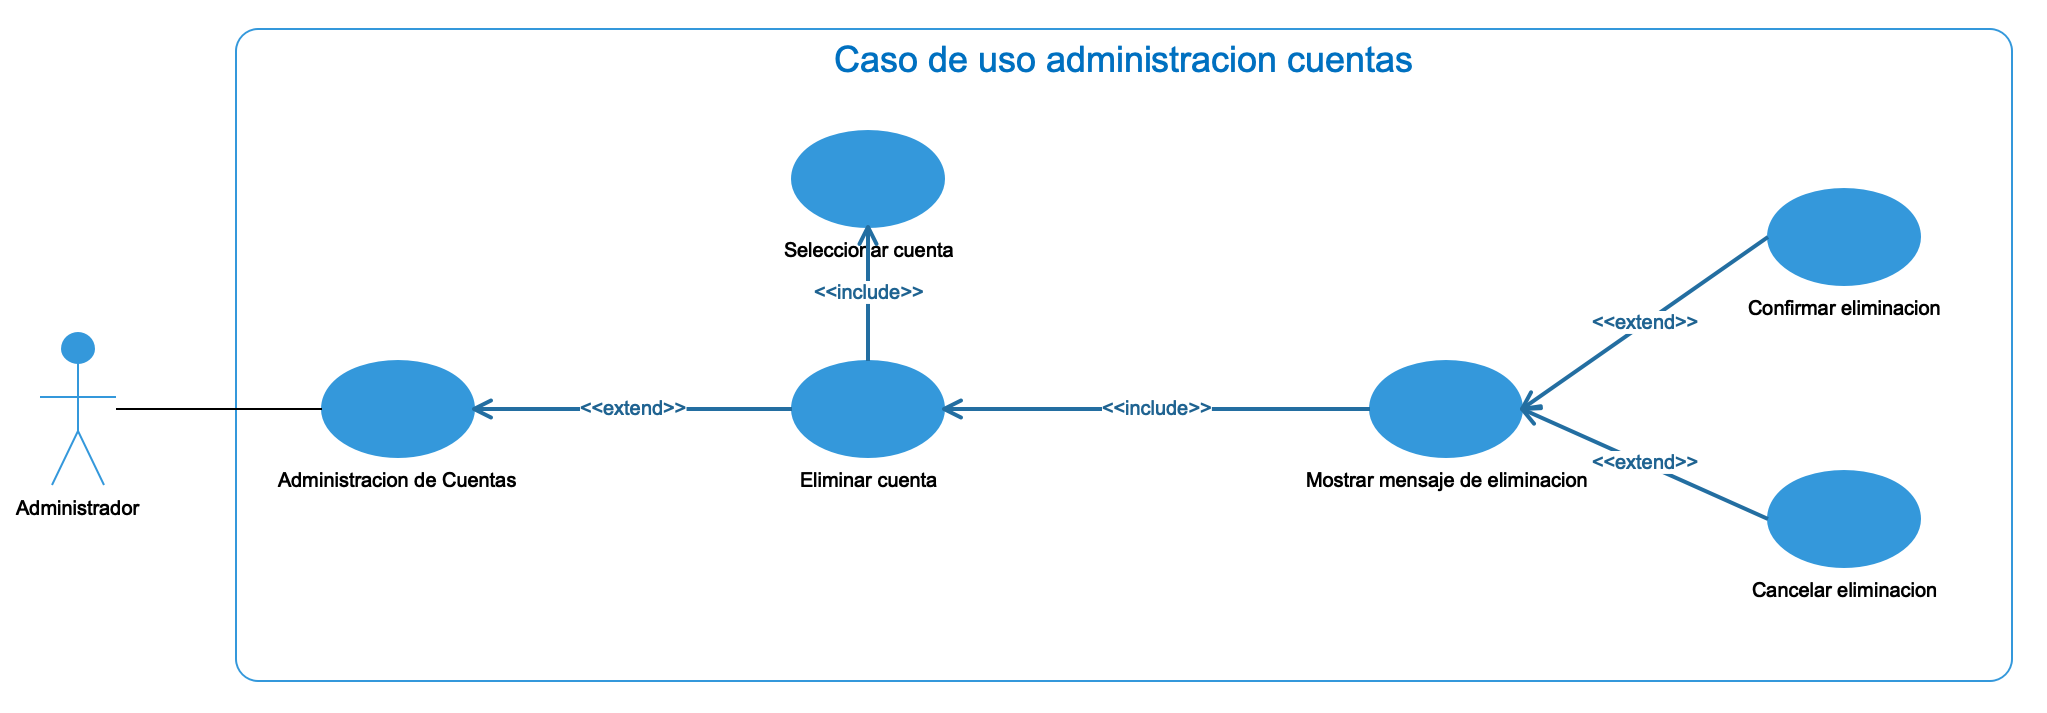 Caso de uso administracion cuentas
Seleccionar cuenta
<<include>>
Confirmar eliminacion
<<extend>>
Administrador
Administracion de Cuentas
<<extend>>
Eliminar cuenta
<<include>>
Mostrar mensaje de eliminacion
<<extend>>
Cancelar eliminacion